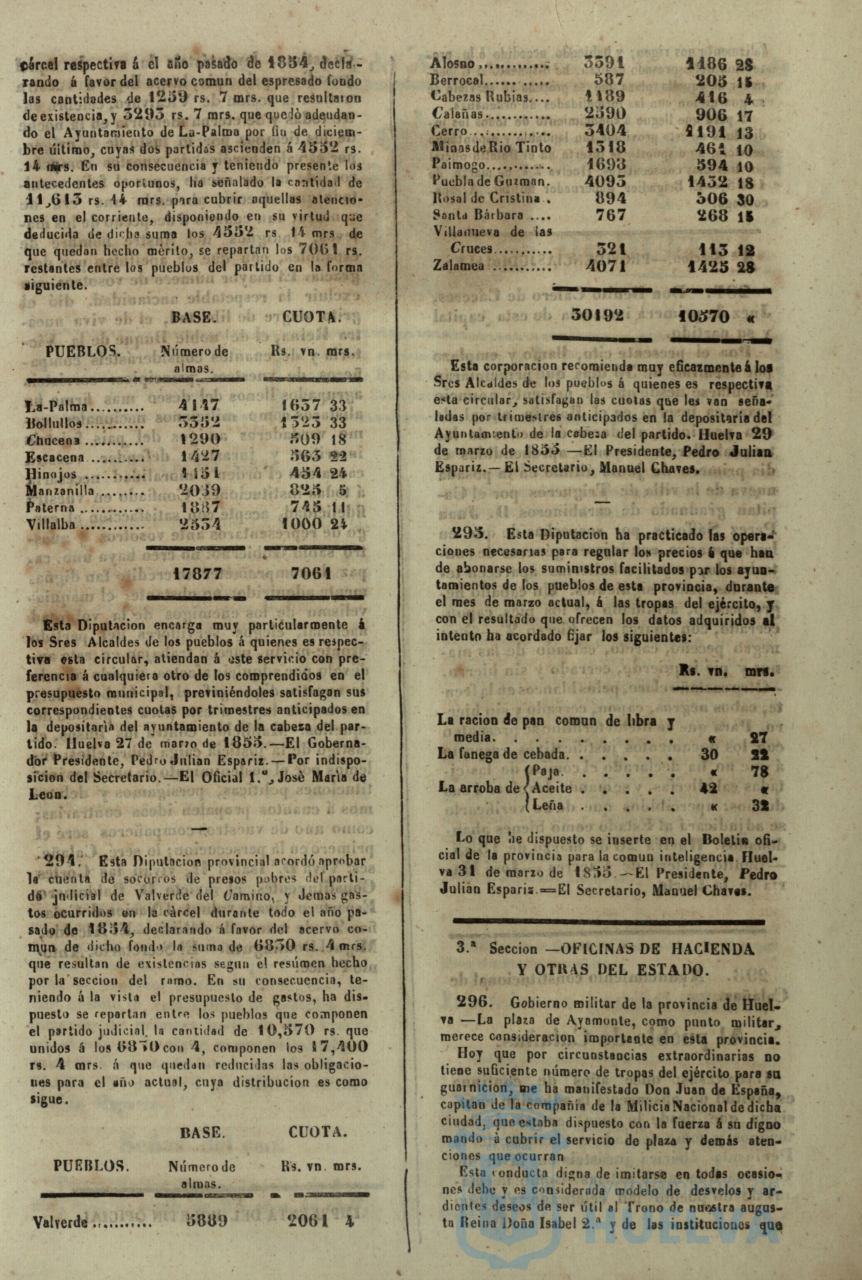 cárcel respectiva á el año pasado de 1854, decla-
rando á favor del acervo comun del espresado fondo
las cantidades de 1259 rs. 7 mrs. que resultaron
de existencia, y 3293 rs. 7 mrs. que quedò adeudan-
do el Ayuntamiento de La-Palma por fin de diciem-
bre último, cuyas dos partidas ascienden á 4552 rs.
14 mrs. En su consecuencia y teniendo presente los
antecedentes oportunos, ha señalado la cantidad de
11,613 rs. 14 mrs. para cubrir aquellas atencio-
nes en el corriente, disponiendo en su virtud que
deducida de dicha suma los 4552 rs 14 mrs de
que quedan hecho mérito, se repartan los 7061 rs.
restantes entre los pueblos del partido en la forma
siguiente.
BASE. CUOTA.
PUEBLOS. Número de Rs. vn. mrs.
almas.
La-Palma.......... 4147 1637 33
Bollullos.......... 3352 1323 33
Chucena .......... 1290 509 18
Escacena .......... 1427 563 22
Hinojos ........... 1151 454 24
Manzanilla ........ 2039 825 5
Paterna ............ 1887 745 11
Villalba ............ 2534 1000 24
17877 7061
Esta Diputacion encarga muy particularmente á
los Sres Alcaldes de los pueblos á quienes es respec-
tiva esta circular, atiendan á este servicio con pre-
ferencia á cualquiera otro de los comprendidos en el
presupuesto municipal, previniéndoles satisfagan sus
correspondientes cuotas por trimestres anticipados en
la depositarìa del ayuntamiento de la cabeza del par-
tido. Huelva 27 de marzo de 1855.—El Goberna-
dor Presidente, Pedro Julian Espariz.—Por indispo-
sicion del Secretario.—El Oficial 1.º, Josè Marìa de
Leon.
294. Esta Diputacion provincial acordó aprobar
la cuenta de socorros de presos pobres del parti-
do judicial de Valverde del Camino, y demas gas-
tos ocurridos en la càrcel durante todo el año pa-
sado de 1854, declarando á favor del acervo co-
mun de dicho fondo la suma de 6830 rs. 4 mrs.
que resultan de existencias segun el resúmen hecho
por la seccion del ramo. En su consecuencia, te-
niendo á la vista el presupuesto de gastos, ha dis-
puesto se repartan entre los pueblos que componen
el partido judicial, la cantidad de 10,570 rs. que
unidos á los 6830 con 4, componen los 17,400
rs. 4 mrs. á que quedan reducidas las obligacio-
nes para el año actual, cuya distribucion es como
sigue.
BASE. CUOTA.
PUEBLOS. Número de Rs. vn. mrs.
almas.
Valverde ........... 5889 2061 4
Alosno ............. 3391 1186 28
Berrocal........... 587 205 15
Cabezas Rubias.... 1189 416 4
Calañas............ 2590 906 17
Cerro .............. 3404 1191 13
Minas de Rio Tinto 1318 461 10
Paimogo............ 1698 594 10
Puebla de Guzman. 4093 1432 18
Rosal de Cristina . 894 306 30
Santa Bárbara .... 767 268 15
Villanueva de las
Cruces........... 321 113 12
Zalamea ........... 4071 1425 28
30192 10570 «
Esta corporacion recomienda muy eficazmente á los
Sres Alcaldes de los pueblos á quienes es respectiva
esta circular, satisfagan las cuotas que les van seña-
ladas por trimestres anticipados en la depositaria del
Ayuntamiento de la cabeza del partido. Huelva 29
de marzo de 1855 —El Presidente, Pedro Julian
Espariz.—El Secretario, Manuel Chaves.
295. Esta Diputacion ha practicado las opera-
ciones necesarias para regular los precios á que han
de abonarse los suministros facilitados por los ayun-
tamientos de los pueblos de esta provincia, durante
el mes de marzo actual, á las tropas del ejército, y
con el resultado que ofrecen los datos adquiridos al
intento ha acordado fijar los siguientes:
Rs. vn. mrs.
La racion de pan comun de libra y
media. . . . . . . . . . « 27
La fanega de cebada. . . . . . 30 22
Paja. . . . . . « 78
La arroba de Aceite . . . . . 42 «
Leña . . . . . « 32
Lo que he dispuesto se inserte en el Boletin ofi-
cial de la provincia para la comun inteligencia. Huel-
va 31 de marzo de 1855 —El Presidente, Pedro
Julian Espariz.=El Secretario, Manuel Chaves.
3.ª Seccion —OFICINAS DE HACIENDA
Y OTRAS DEL ESTADO.
296. Gobierno militar de la provincia de Huel-
va —La plaza de Ayamonte, como punto militar,
merece consideracion importante en esta provincia.
Hoy que por circunstancias extraordinarias no
tiene suficiente número de tropas del ejército para su
guarnicion, me ha manifestado Don Juan de España,
capitan de la compañía de la Milicia Nacional de dicha
ciudad, que estaba dispuesto con la fuerza á su digno
mando á cubrir el servicio de plaza y demás aten-
ciones que ocurran
Esta conducta digna de imitarse en todas ocasio-
nes debe y es considerada modelo de desvelos y ar-
dientes deseos de ser útil al Trono de nuestra augus-
ta Reina Doña Isabel 2.ª y de las instituciones que
HUELVA